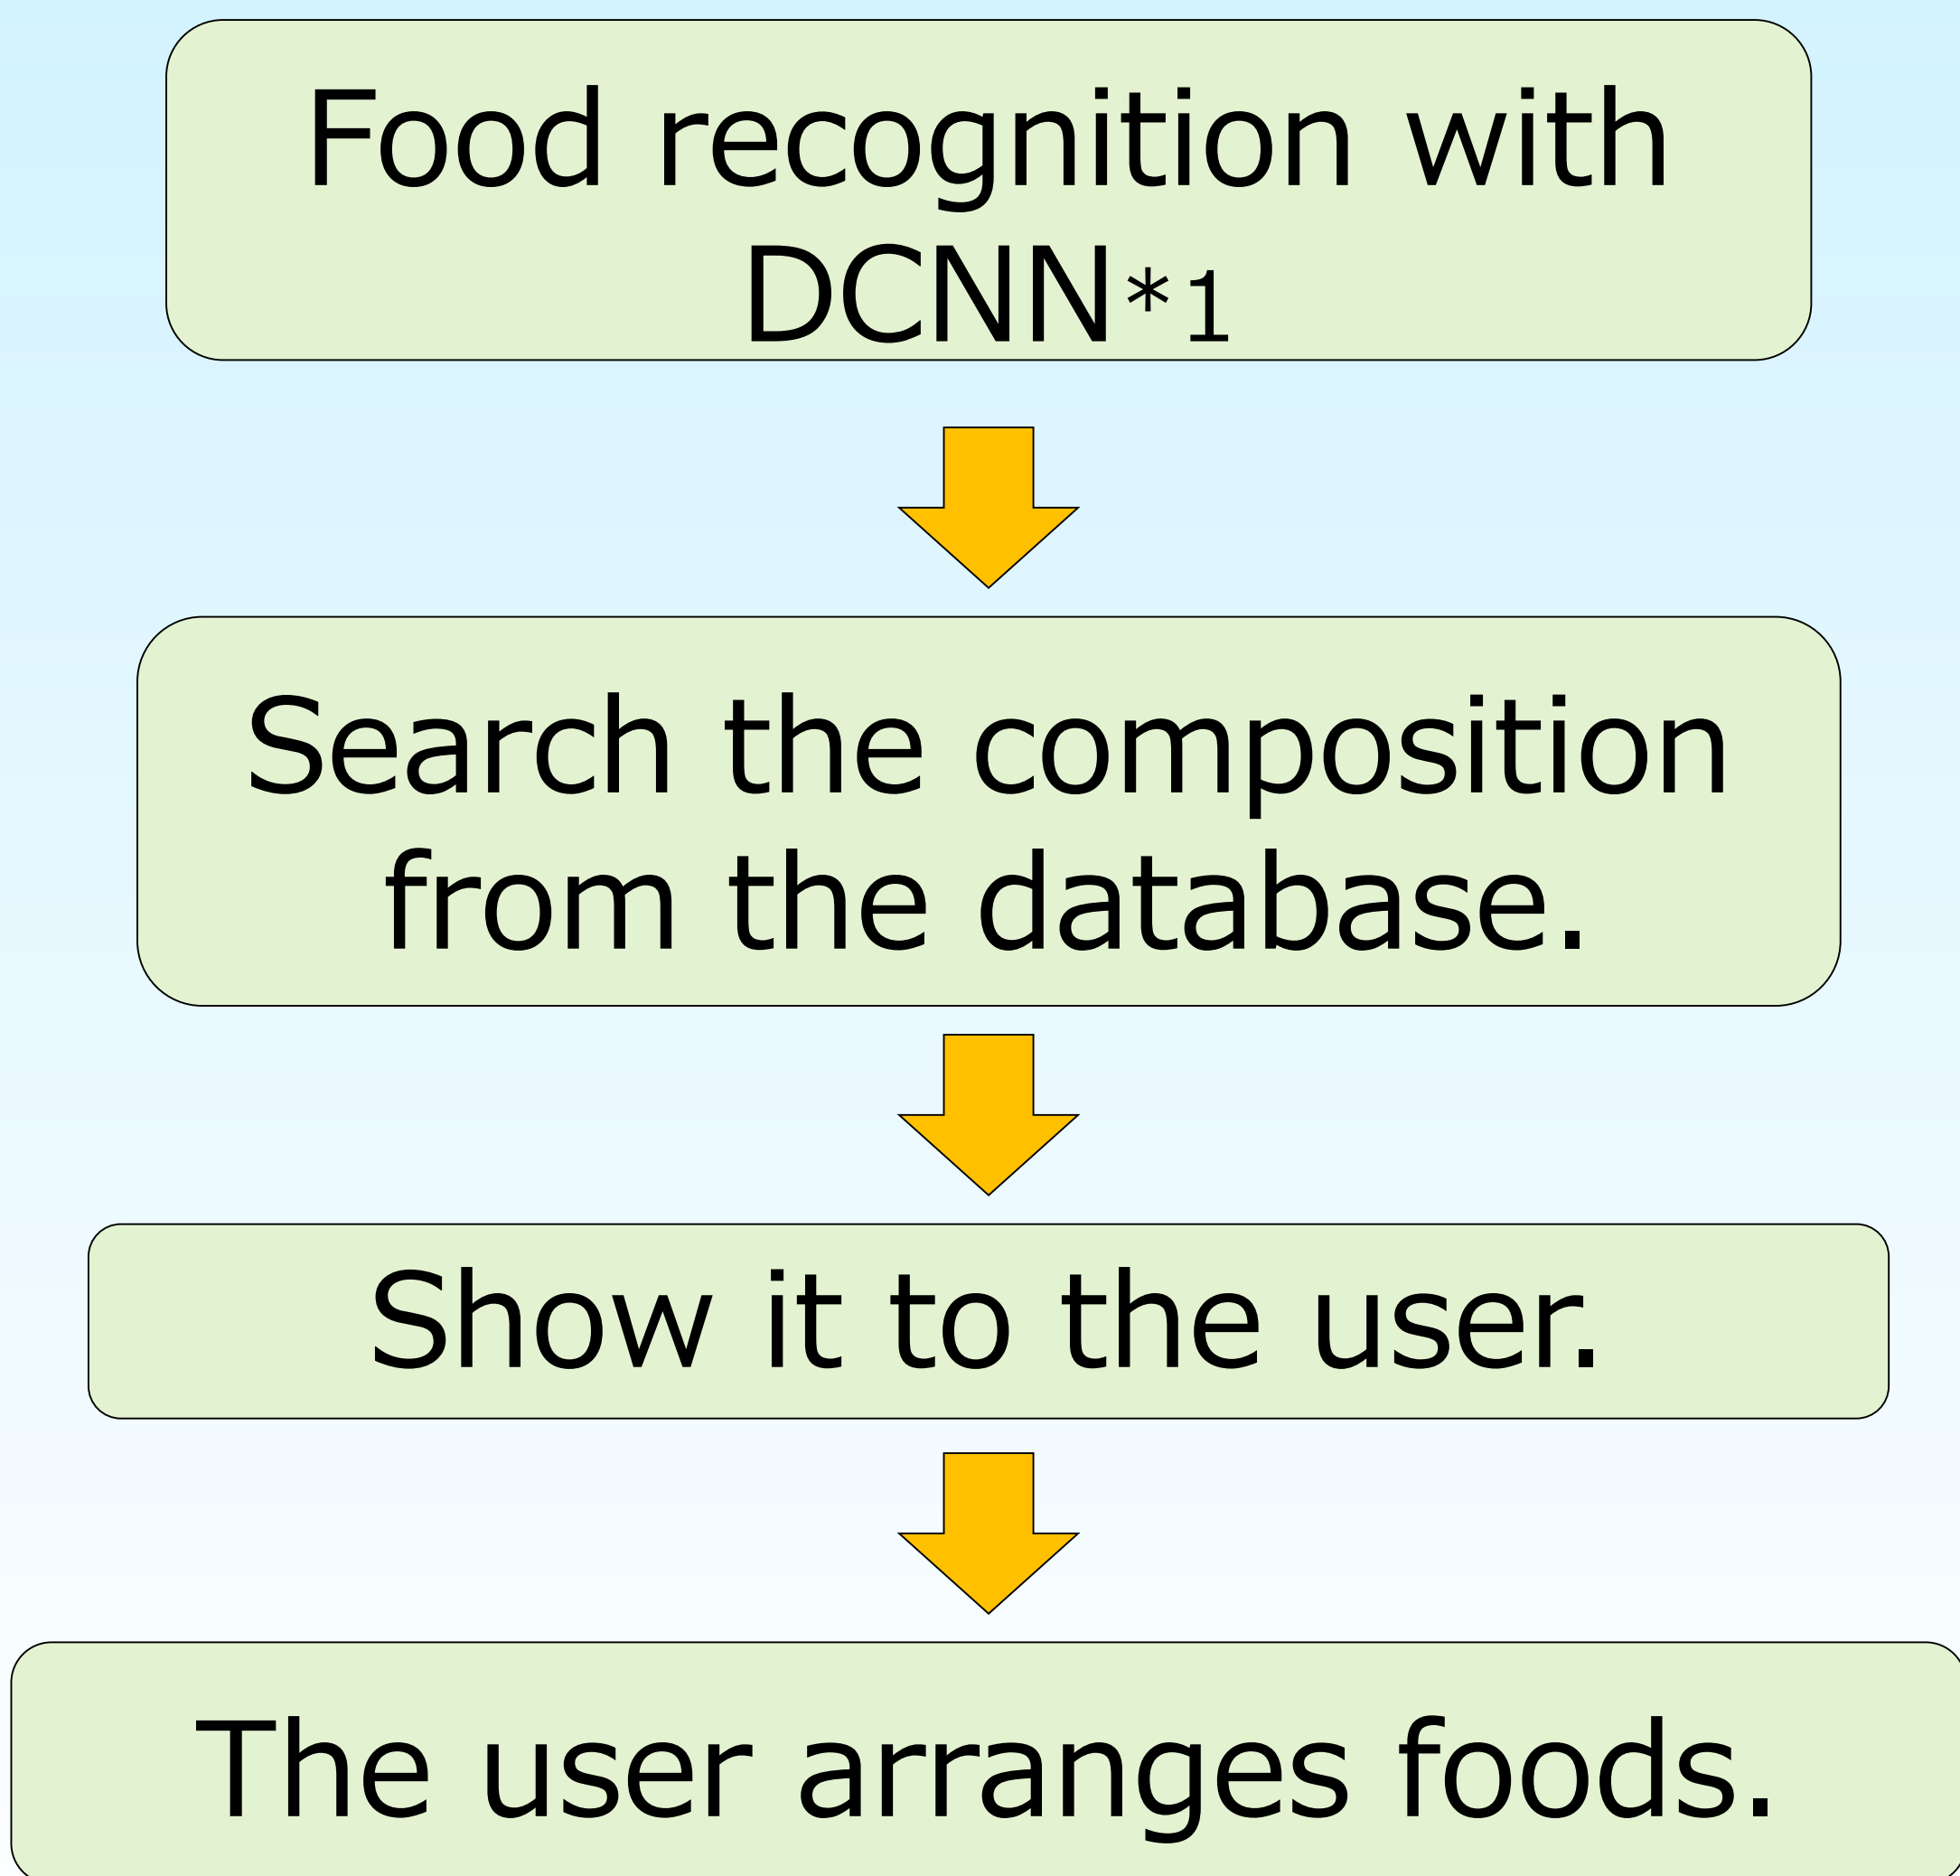 Food recognition with
DCNN*1
Search the composition
from the database.
Show it to the user.
The user arranges foods.